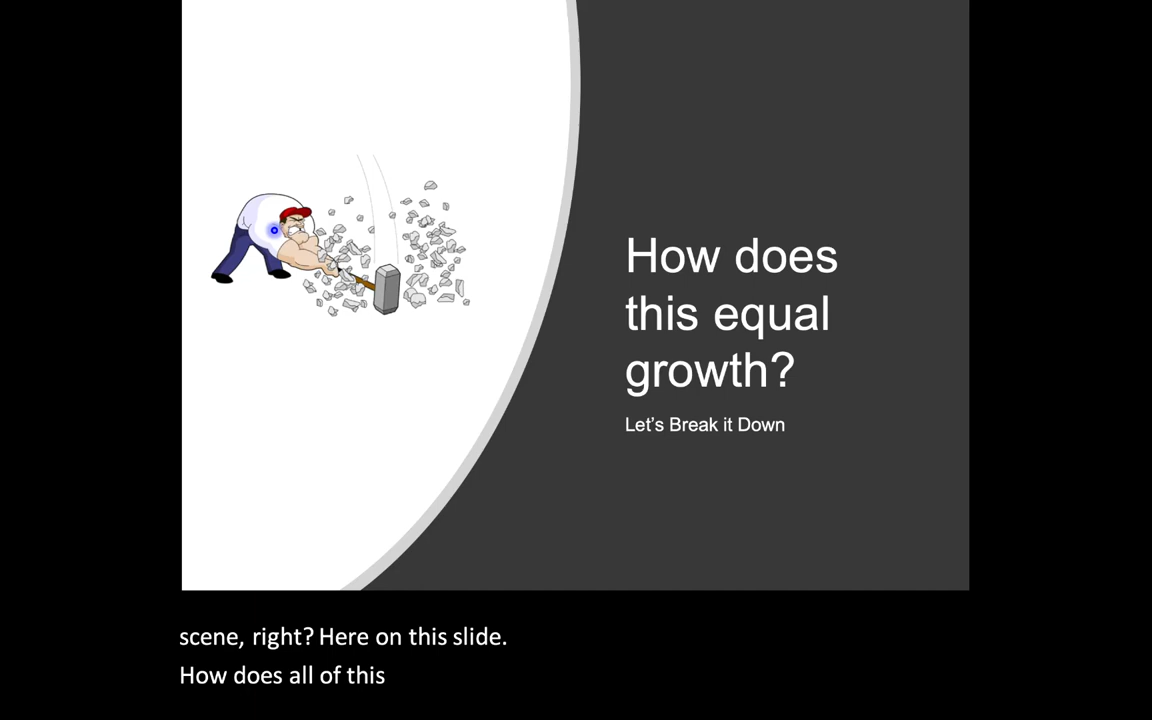 How does
this equal
growth?
Let's Break it Down
scene, right? Here on this slide.
How does all of this